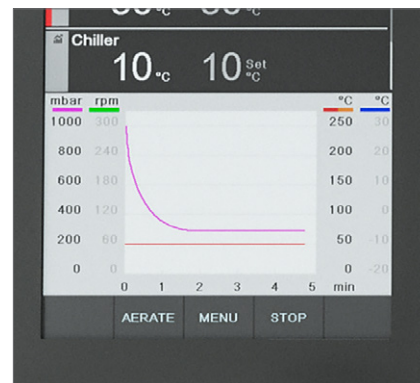 Chiller
10 °C 10 Set °C
mbar rpm °C °C
1000 300 250 30
800 240 200 20
600 180 150 10
400 120 100 0
200 60 50 -10
0 0 0 -20
0 1 2 3 4 5 min
AERATE MENU STOP